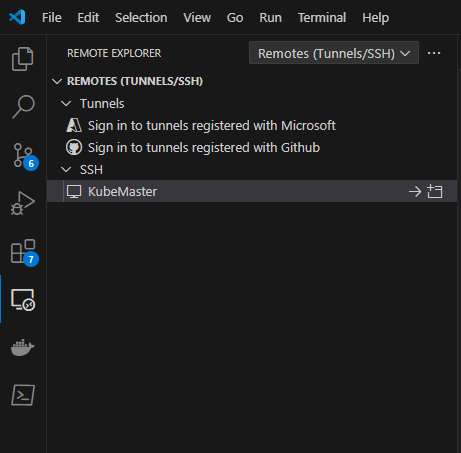 File Edit Selection View Go Run Terminal Help
REMOTE EXPLORER Remotes (Tunnels/SSH) ...
REMOTES (TUNNELS/SSH)
Tunnels
Sign in to tunnels registered with Microsoft
Sign in to tunnels registered with Github
SSH
6
KubeMaster
7